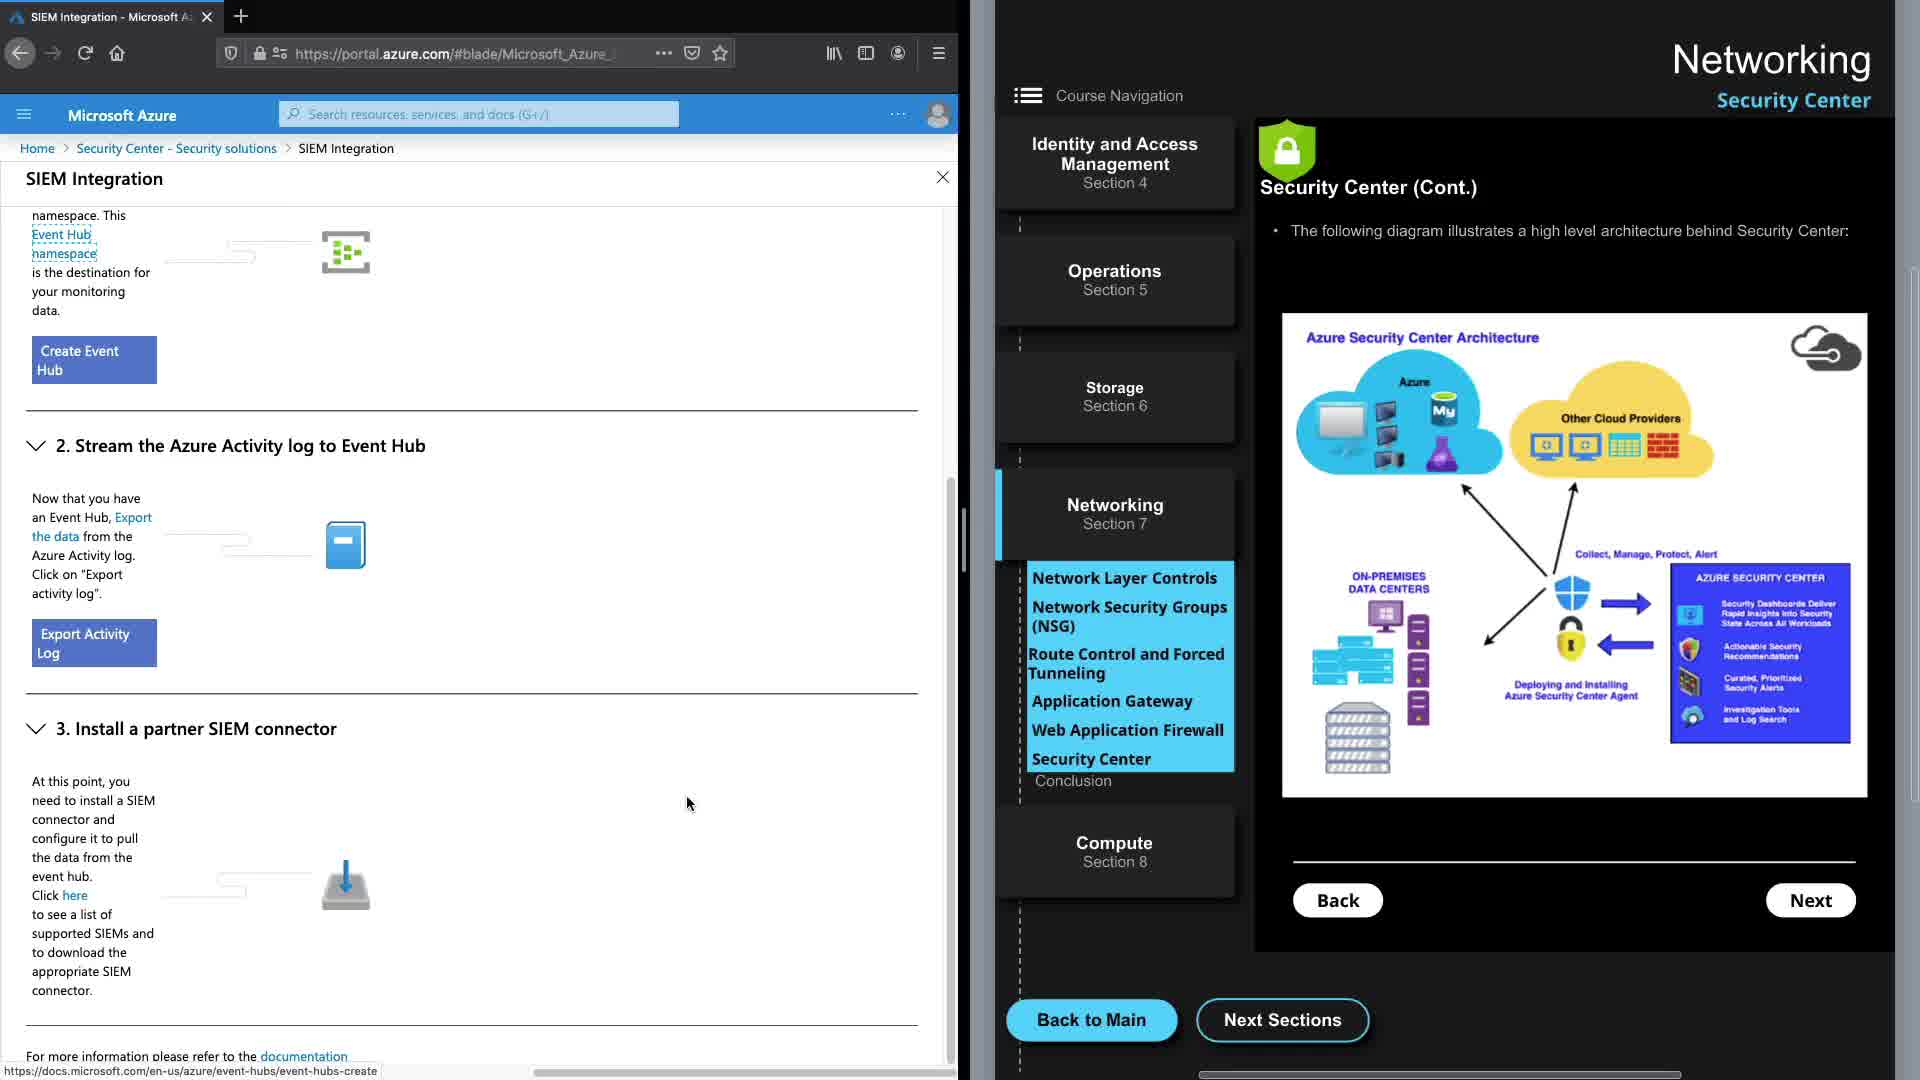 SIEM Integration - Microsoft Az
https://portal.azure.com/#blade/Microsoft_Azure_
Microsoft Azure
Search resources, services, and docs (G+/)
Home > Security Center - Security solutions > SIEM Integration
SIEM Integration
namespace. This
Event Hub
namespace
is the destination for
your monitoring
data.
Create Event
Hub
2. Stream the Azure Activity log to Event Hub
Now that you have
an Event Hub, Export
the data from the
Azure Activity log.
Click on "Export
activity log".
Export Activity
Log
3. Install a partner SIEM connector
At this point, you
need to install a SIEM
connector and
configure it to pull
the data from the
event hub.
Click here
to see a list of
supported SIEMs and
to download the
appropriate SIEM
connector.
For more information please refer to the documentation
https://docs.microsoft.com/en-us/azure/event-hubs/event-hubs-create
Networking
Security Center
Course Navigation
Identity and Access
Management
Section 4
Operations
Section 5
Storage
Section 6
Networking
Section 7
Network Layer Controls
Network Security Groups
(NSG)
Route Control and Forced
Tunneling
Application Gateway
Web Application Firewall
Security Center
Conclusion
Compute
Section 8
Back to Main
Next Sections
Security Center (Cont.)
• The following diagram illustrates a high level architecture behind Security Center:
Azure Security Center Architecture
Azure
My
Other Cloud Providers
Collect, Manage, Protect, Alert
ON-PREMISES
DATA CENTERS
Deploying and Installing
Azure Security Center Agent
AZURE SECURITY CENTER
Security Dashboards Deliver
Rapid Insights Into Security
State Across All Workloads
Actionable Security
Recommendations
Curated, Prioritized
Security Alerts
Investigation Tools
and Log Search
Back
Next